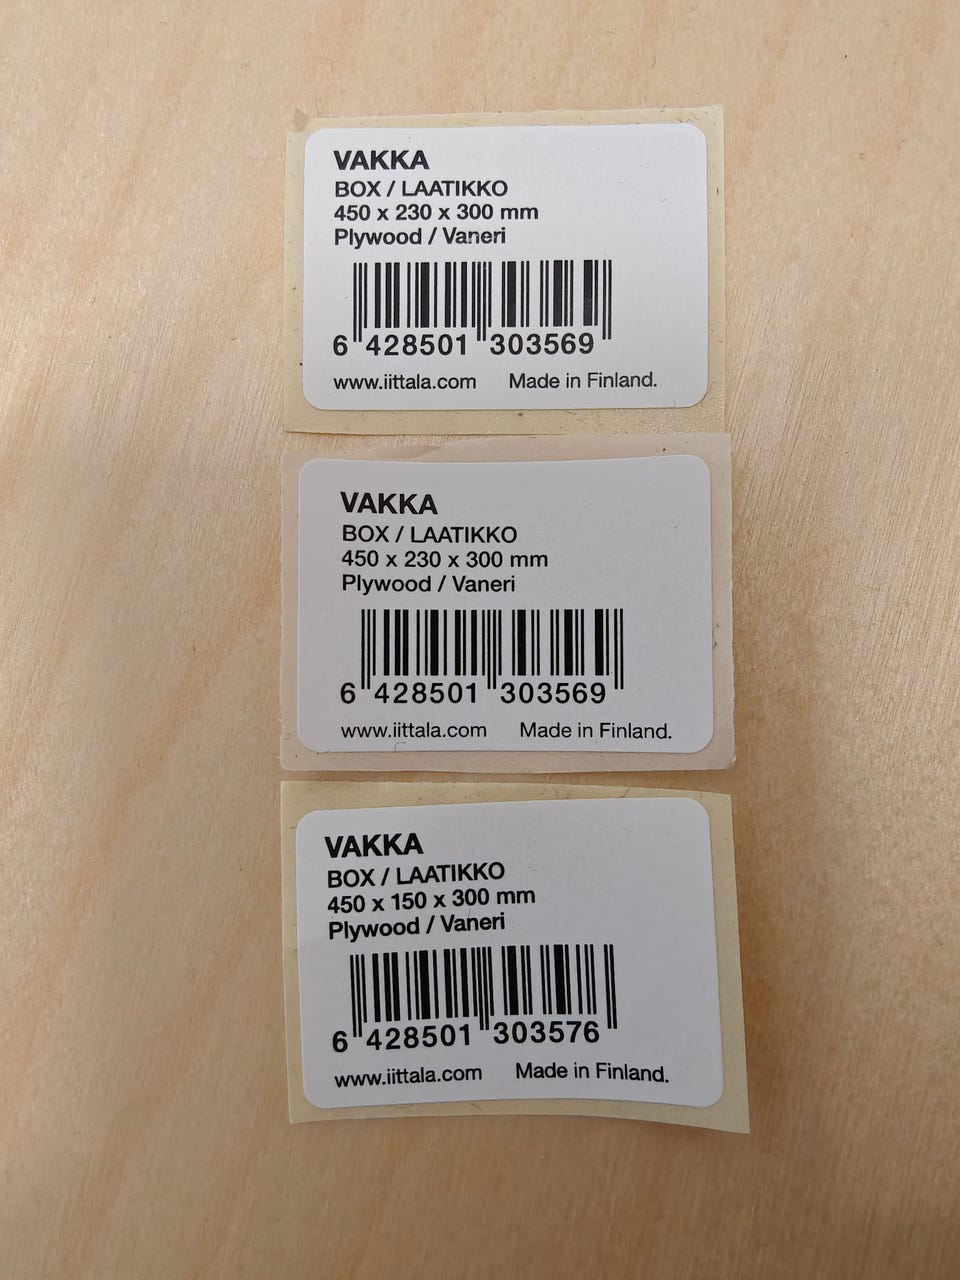 VAKKA
BOX / LAATIKKO
450 x 230 x 300 mm
Plywood / Vaneri
6 428501 303569
www.iittala.com Made in Finland.
VAKKA
BOX / LAATIKKO
450 x 230 x 300 mm
Plywood / Vaneri
6 428501 303569
www.iittala.com Made in Finland.
VAKKA
BOX / LAATIKKO
450 x 150 x 300 mm
Plywood / Vaneri
6 428501 303576
www.iittala.com Made in Finland.